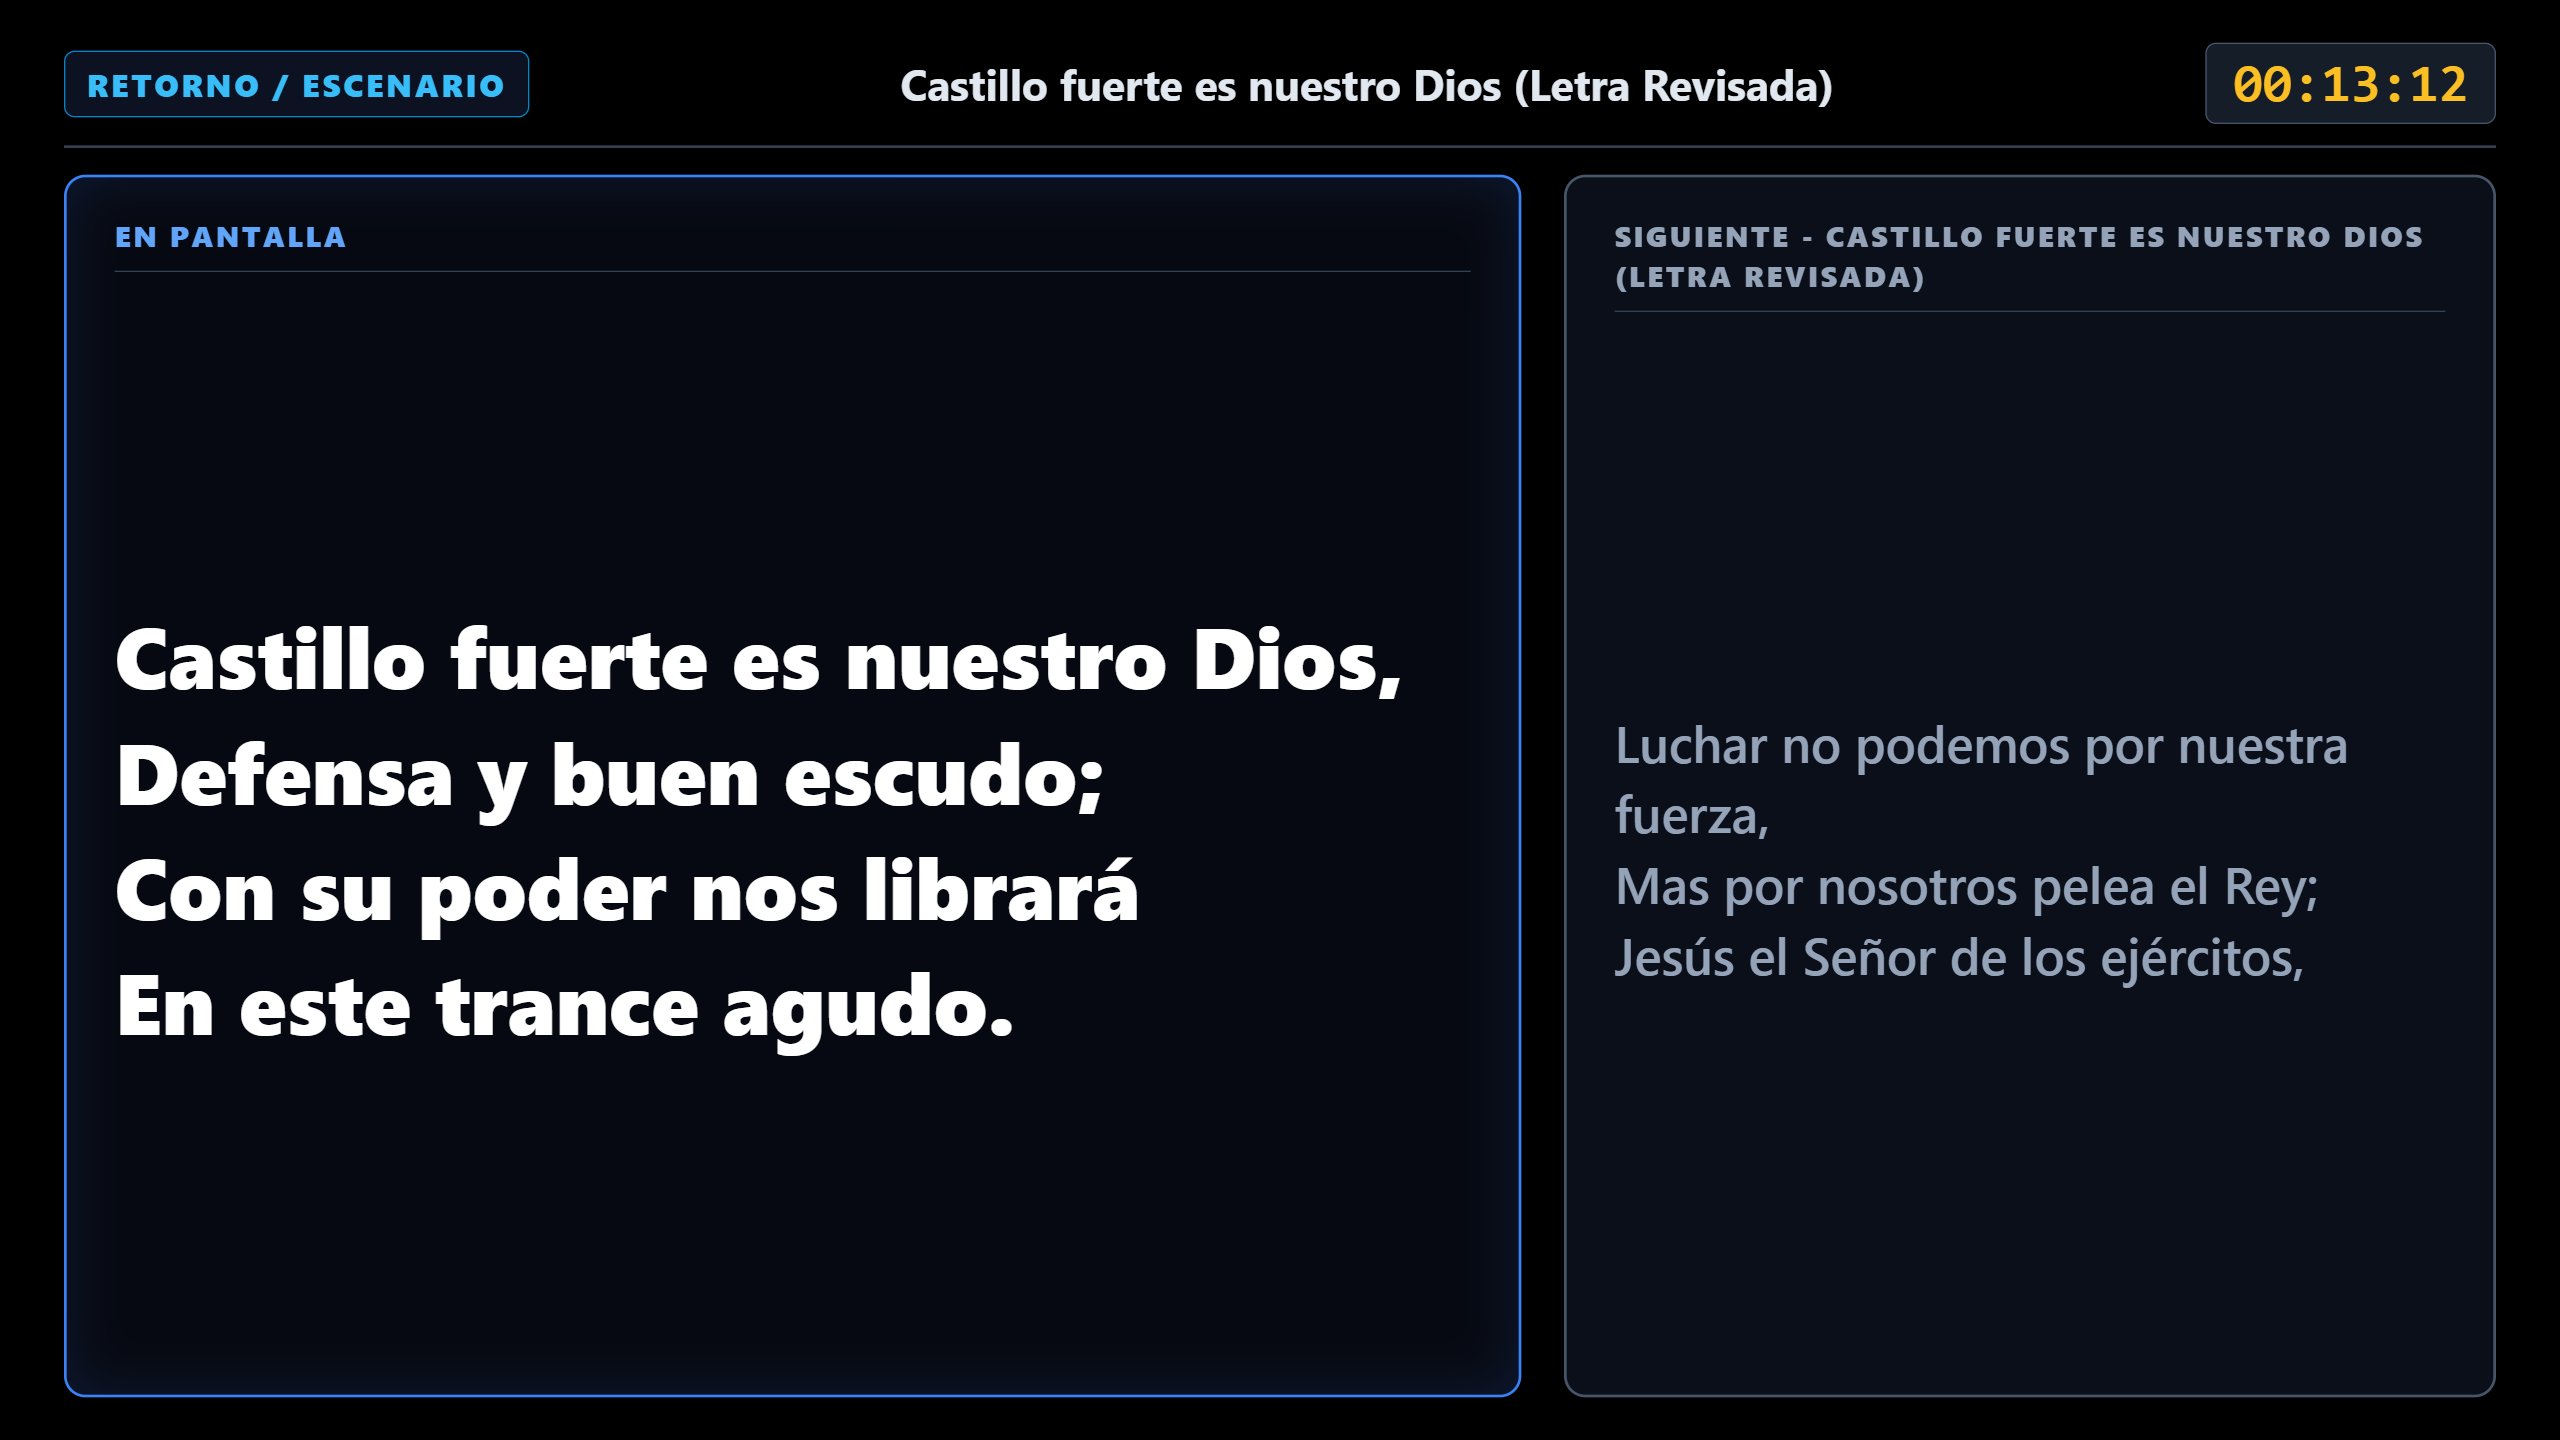 RETORNO / ESCENARIO
Castillo fuerte es nuestro Dios (Letra Revisada)
00:13:12
EN PANTALLA
Castillo fuerte es nuestro Dios,
Defensa y buen escudo;
Con su poder nos librará
En este trance agudo.
SIGUIENTE - CASTILLO FUERTE ES NUESTRO DIOS
(LETRA REVISADA)
Luchar no podemos por nuestra
fuerza,
Mas por nosotros pelea el Rey;
Jesús el Señor de los ejércitos,